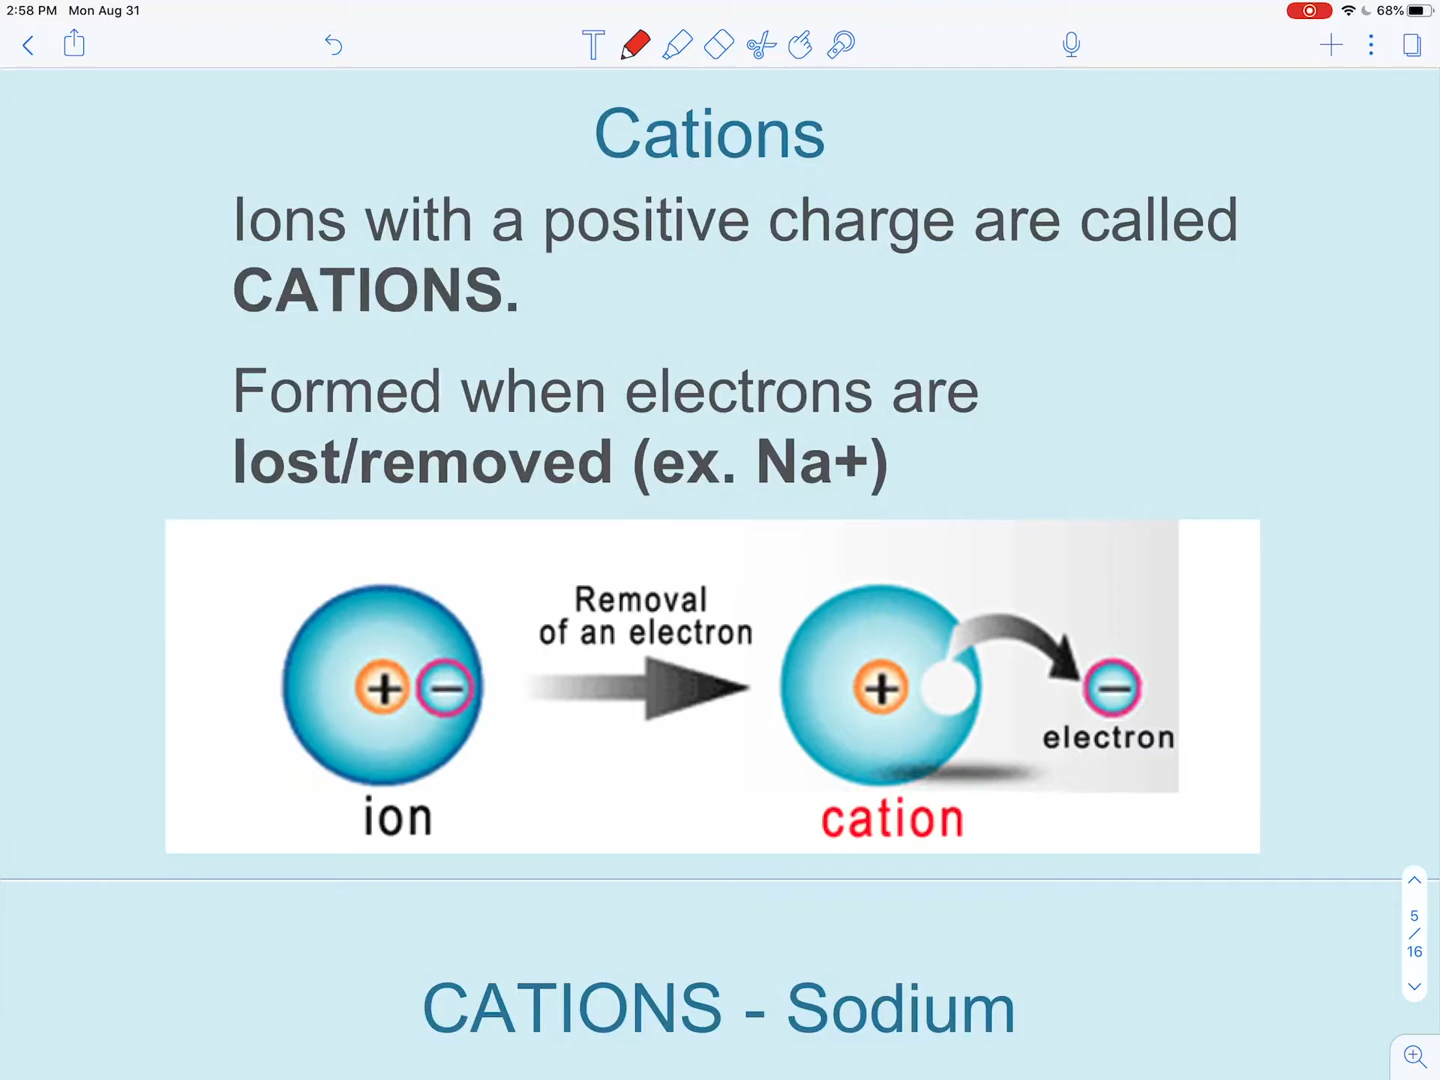 2:58 PM Mon Aug 31
68%
T
Cations
Ions with a positive charge are called
CATIONS.
Formed when electrons are
lost/removed (ex. Na+)
Removal
of an electron
+ −
+
−
electron
ion
cation
5
/
16
CATIONS - Sodium